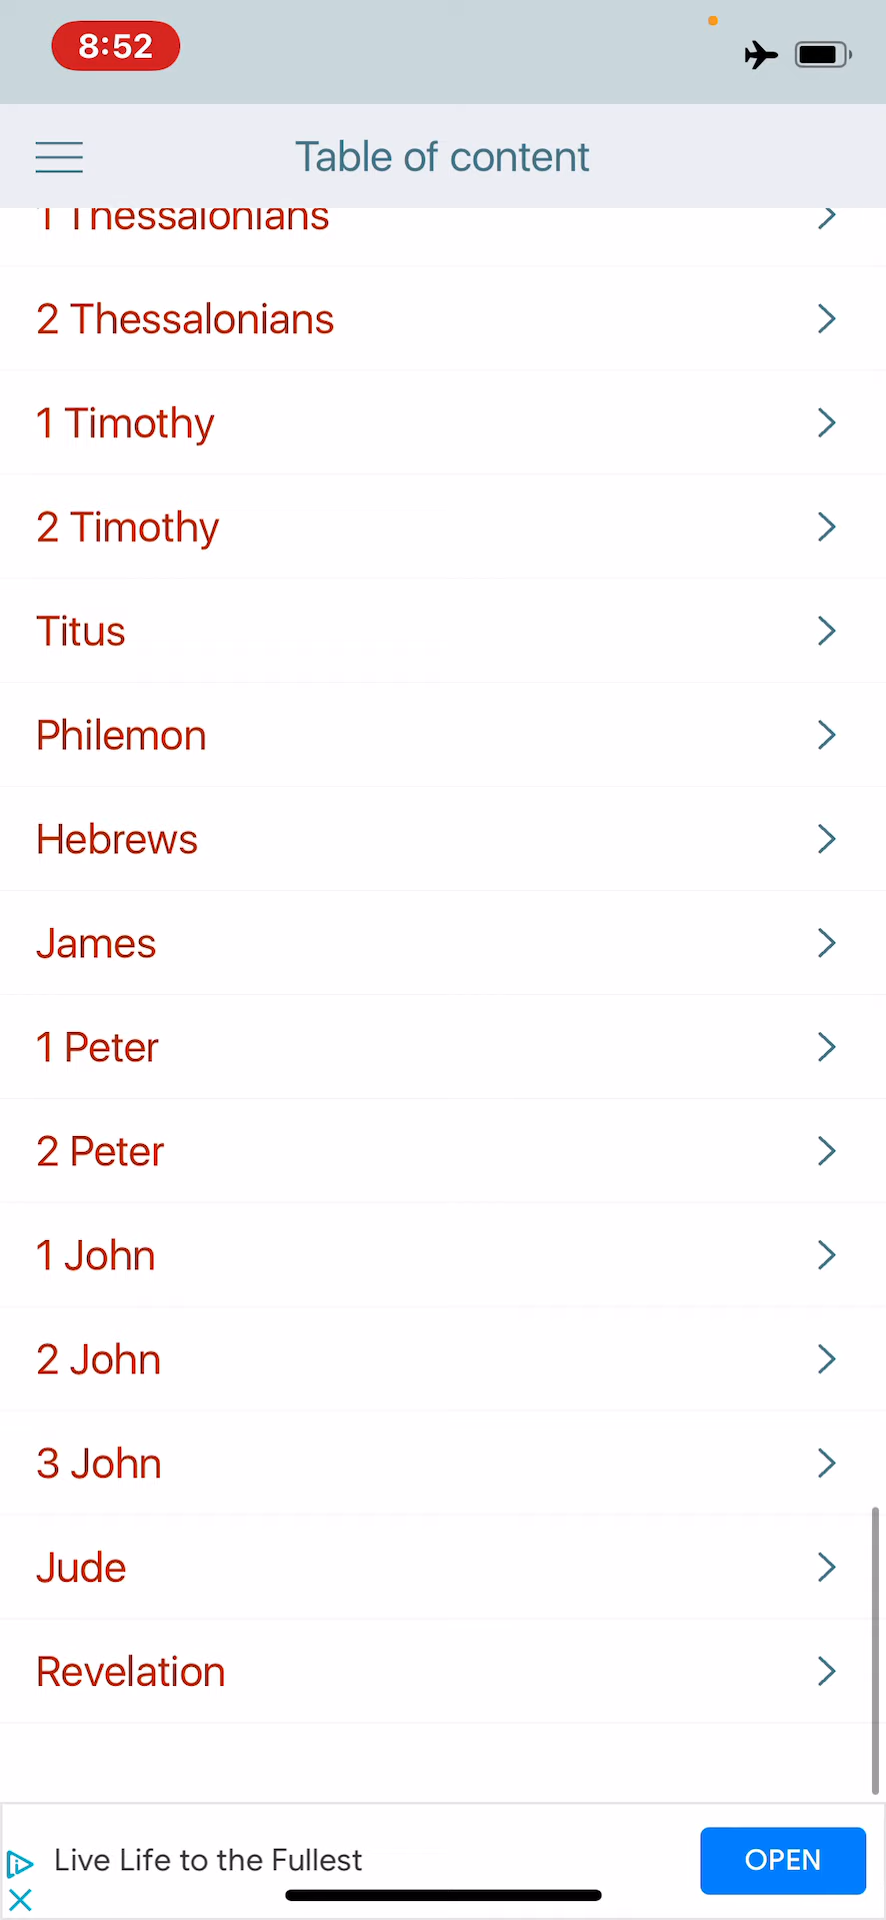 8:52
Table of content
1 Thessalonians
2 Thessalonians
1 Timothy
2 Timothy
Titus
Philemon
Hebrews
James
1 Peter
2 Peter
1 John
2 John
3 John
Jude
Revelation
Live Life to the Fullest
OPEN